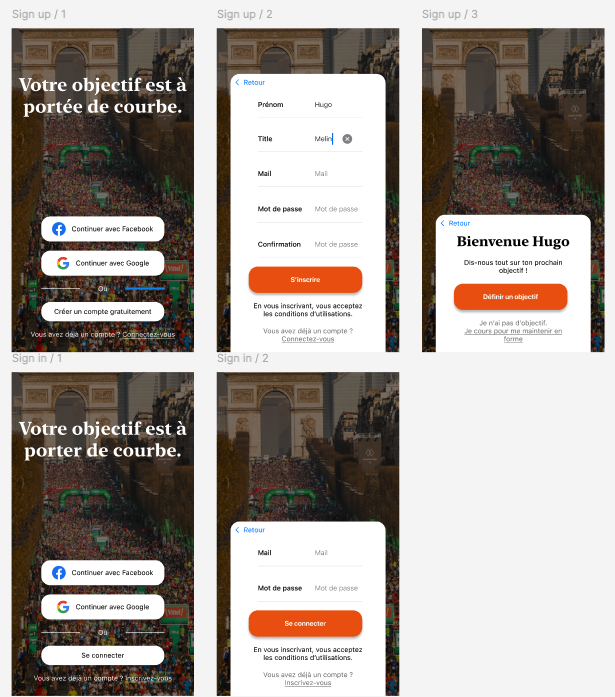 Sign up / 1
Votre objectif est à
portée de courbe.
Continuer avec Facebook
Continuer avec Google
Ou
Créer un compte gratuitement
Vous avez déja un compte ? Connectez-vous
Sign up / 2
Retour
Prénom Hugo
Title Melin
Mail Mail
Mot de passe Mot de passe
Confirmation Mot de passe
S'inscrire
En vous inscrivant, vous acceptez
les conditions d'utilisations.
Vous avez déjà un compte ?
Connectez-vous
Sign up / 3
Retour
Bienvenue Hugo
Dis-nous tout sur ton prochain
objectif !
Définir un objectif
Je n'ai pas d'objectif.
Je cours pour me maintenir en
forme
Sign in / 1
Votre objectif est à
porter de courbe.
Continuer avec Facebook
Continuer avec Google
Ou
Se connecter
Vous avez déja un compte ? Inscrivez-vous
Sign in / 2
Retour
Mail Mail
Mot de passe Mot de passe
Se connecter
En vous inscrivant, vous acceptez
les conditions d'utilisations.
Vous avez déjà un compte ?
Inscrivez-vous